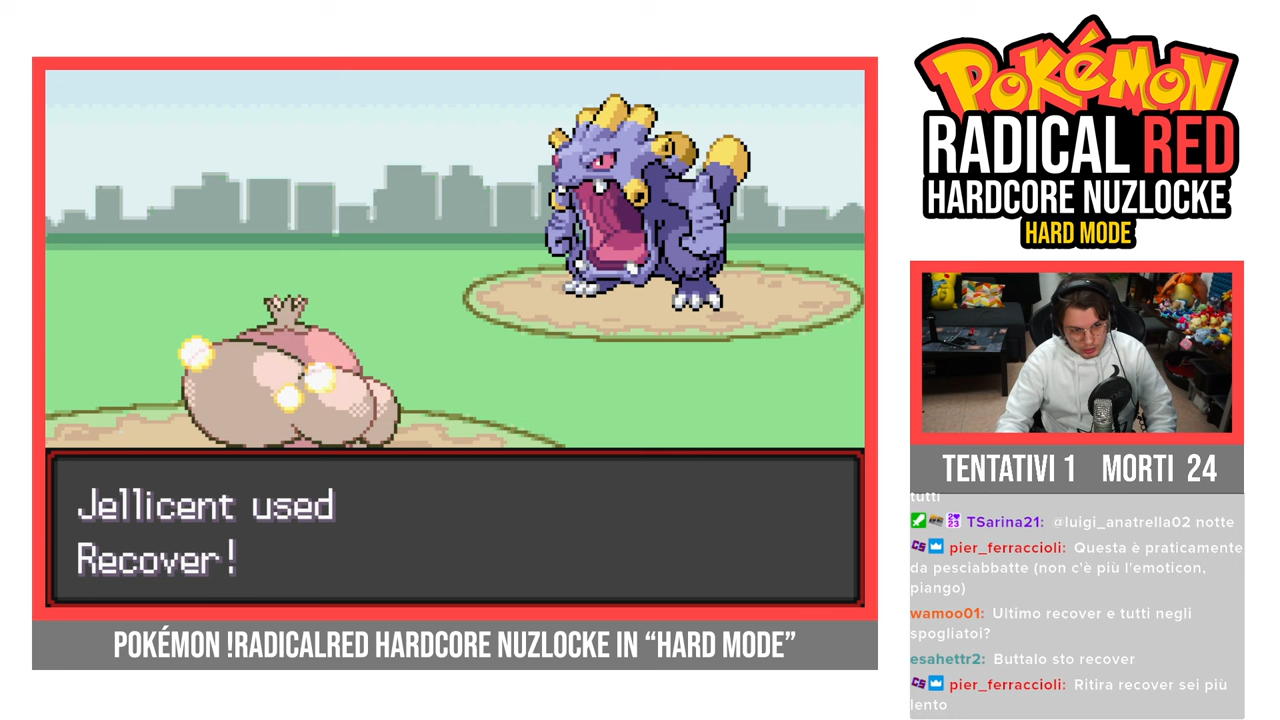 POKÉMON
RADICAL RED
HARDCORE NUZLOCKE
HARD MODE
Jellicent used
Recover!
TENTATIVI 1 MORTI 24
tutti
TSarina21: @luigi_anatrella02 notte
pier_ferraccioli: Questa è praticamente
da pesciabbatte (non c'è più l'emoticon,
piango)
wamoo01: Ultimo recover e tutti negli
spogliatoi?
esahettr2: Buttalo sto recover
pier_ferraccioli: Ritira recover sei più
lento
POKÉMON !RADICALRED HARDCORE NUZLOCKE IN “HARD MODE”